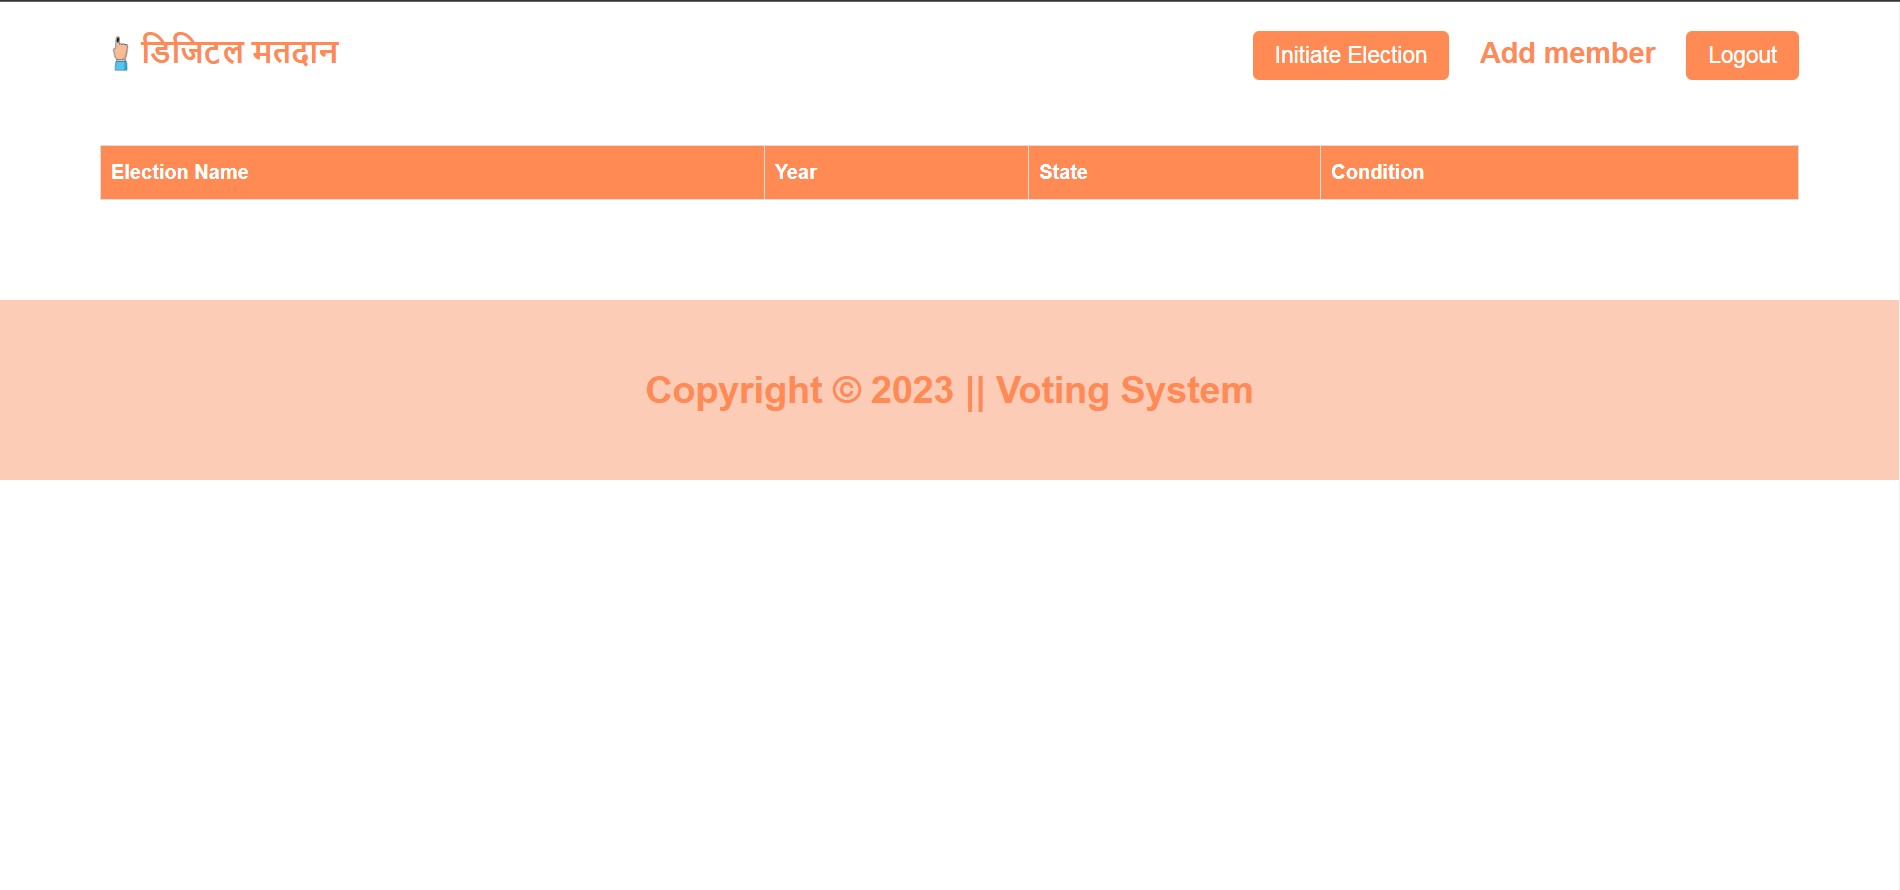 डिजिटल मतदान
Initiate Election
Add member
Logout
Election Name
Year
State
Condition
Copyright © 2023 || Voting System